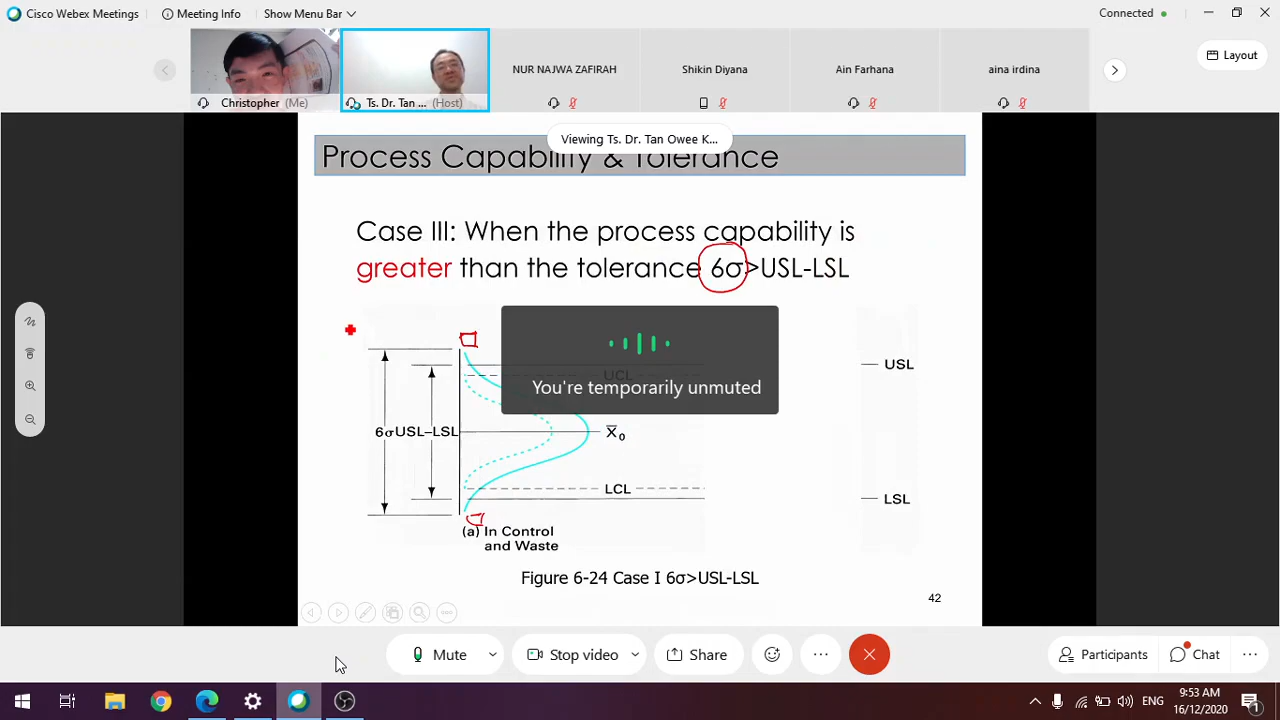 Cisco Webex Meetings
Meeting Info
Show Menu Bar
Connected
Christopher (Me)
Ts. Dr. Tan ... (Host)
NUR NAJWA ZAFIRAH
Shikin Diyana
Ain Farhana
aina irdina
Layout
Viewing Ts. Dr. Tan Owee K...
Process Capability & Tolerance
Case III: When the process capability is
greater than the tolerance 6σ>USL-LSL
You're temporarily unmuted
UCL
USL
6σ USL–LSL
X̄₀
LCL
LSL
(a) In Control
and Waste
Figure 6-24 Case I 6σ>USL-LSL
42
Mute
Stop video
Share
Participants
Chat
ENG
9:53 AM
16/12/2020
1